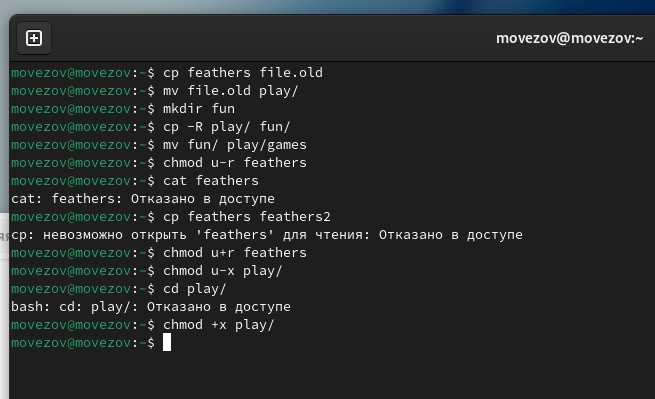 movezov@movezov:~
movezov@movezov:~$ cp feathers file.old
movezov@movezov:~$ mv file.old play/
movezov@movezov:~$ mkdir fun
movezov@movezov:~$ cp -R play/ fun/
movezov@movezov:~$ mv fun/ play/games
movezov@movezov:~$ chmod u-r feathers
movezov@movezov:~$ cat feathers
cat: feathers: Отказано в доступе
movezov@movezov:~$ cp feathers feathers2
cp: невозможно открыть 'feathers' для чтения: Отказано в доступе
movezov@movezov:~$ chmod u+r feathers
movezov@movezov:~$ chmod u-x play/
movezov@movezov:~$ cd play/
bash: cd: play/: Отказано в доступе
movezov@movezov:~$ chmod +x play/
movezov@movezov:~$